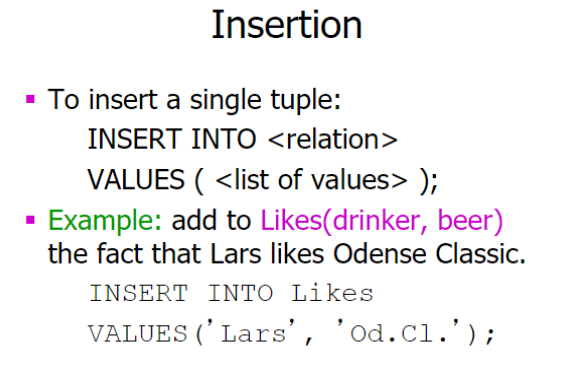 Insertion
▪ To insert a single tuple:
INSERT INTO <relation>
VALUES ( <list of values> );
▪ Example: add to Likes(drinker, beer)
the fact that Lars likes Odense Classic.
INSERT INTO Likes
VALUES('Lars', 'Od.Cl.');